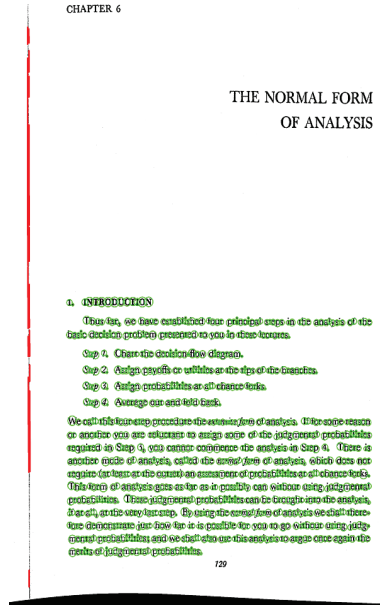 CHAPTER 6
THE NORMAL FORM
OF ANALYSIS
1. INTRODUCTION
Thus far, we have established four principal steps in the analysis of the
basic decision problem presented to you in these lectures.
Step 1. Chart the decision flow diagram.
Step 2. Assign payoffs or utilities at the tips of the branches.
Step 3. Assign probabilities at all chance forks.
Step 4. Average out and fold back.
We call this four-step procedure the extensive form of analysis. If for some reason
or another you are reluctant to assign some of the judgmental probabilities
required in Step 3, you cannot commence the analysis in Step 4. There is
another mode of analysis, called the normal form of analysis, which does not
require (at least at the outset) an assessment of probabilities at all chance forks.
This form of analysis goes as far as it possibly can without using judgmental
probabilities. These judgmental probabilities can be brought into the analysis,
if at all, at the very last step. By using the normal form of analysis we shall there-
fore demonstrate just how far it is possible for you to go without using judg-
mental probabilities; and we shall also use this analysis to argue once again the
merits of judgmental probabilities.
129